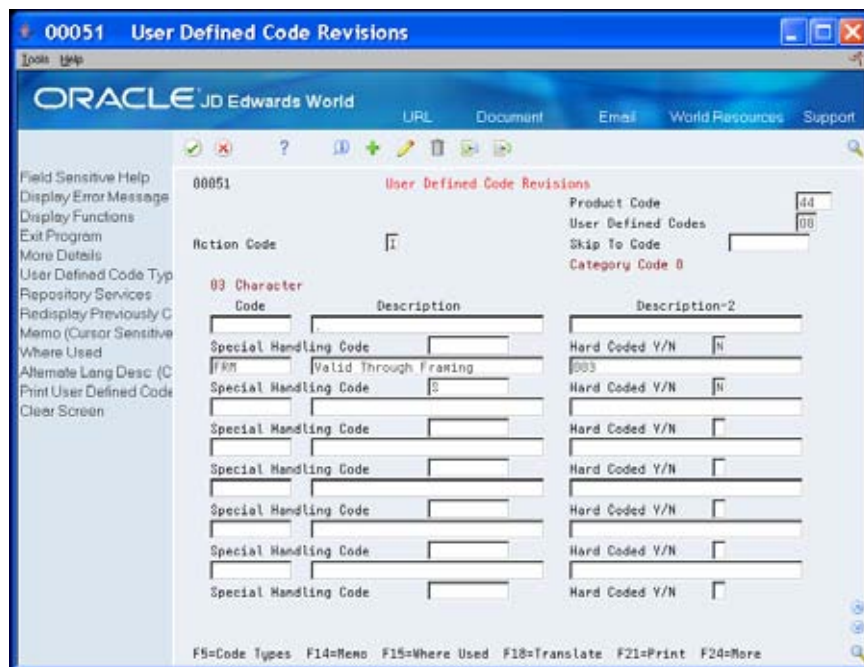 00051 User Defined Code Revisions
Tools Help
ORACLE JD Edwards World
URL Document Email World Resources Support
Field Sensitive Help
Display Error Message
Display Functions
Exit Program
More Details
User Defined Code Typ
Repository Services
Redisplay Previously C
Memo (Cursor Sensitive
Where Used
Alternate Lang Desc (C
Print User Defined Code
Clear Screen
00051 User Defined Code Revisions
Product Code 44
User Defined Codes 08
Action Code I Skip To Code
Category Code 8
03 Character
Code Description Description-2
.
Special Handling Code Hard Coded Y/N N
FRM Valid Through Framing 003
Special Handling Code S Hard Coded Y/N N
Special Handling Code Hard Coded Y/N
Special Handling Code Hard Coded Y/N
Special Handling Code Hard Coded Y/N
Special Handling Code Hard Coded Y/N
Special Handling Code Hard Coded Y/N
F5=Code Types F14=Memo F15=Where Used F18=Translate F21=Print F24=More